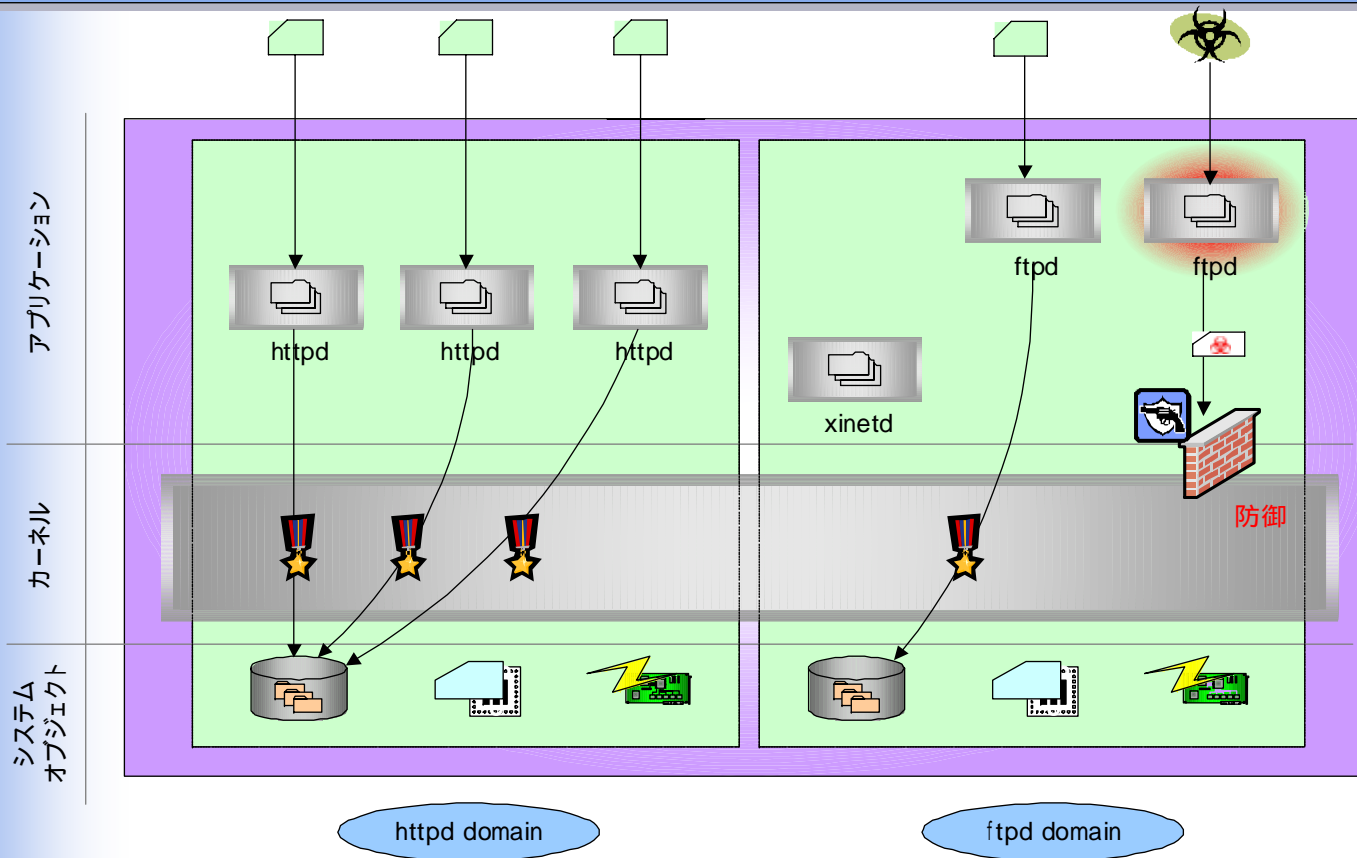 アプリケーション
httpd
httpd
httpd
ftpd
ftpd
xinetd
カーネル
防御
システム
オブジェクト
httpd domain
ftpd domain